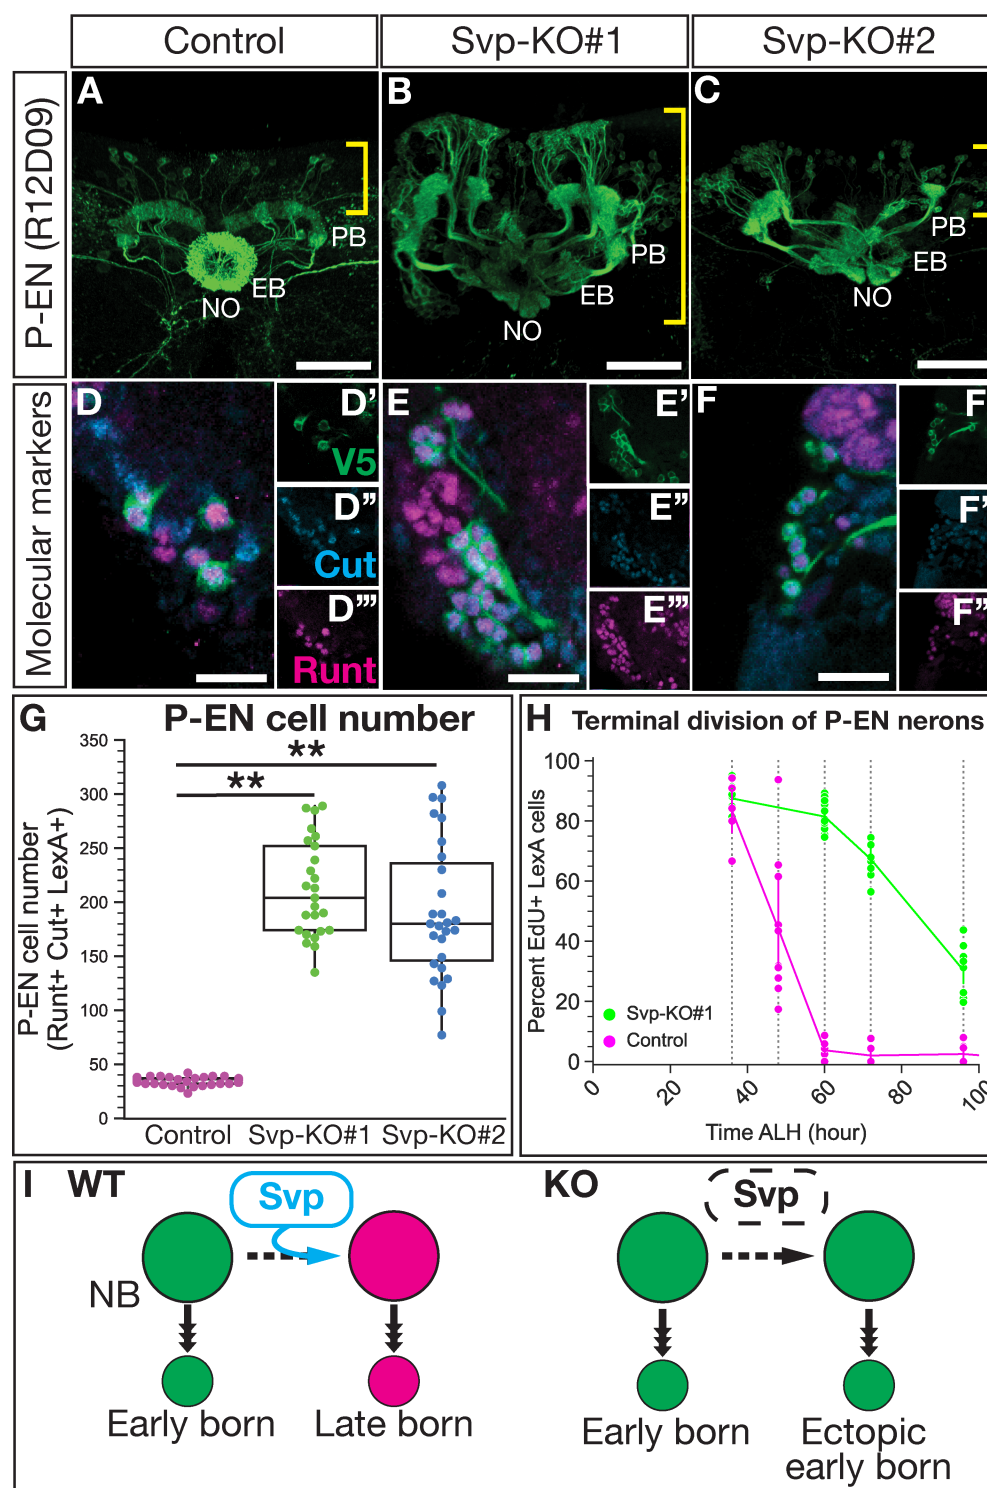 Control
Svp-KO#1
Svp-KO#2
P-EN (R12D09)
A
PB
EB
NO
B
PB
EB
NO
C
PB
EB
NO
Molecular markers
D
D'
V5
D"
Cut
D"'
Runt
E
E'
E"
E"'
F
F
F'
F"
G
P-EN cell number
P-EN cell number
(Runt+ Cut+ LexA+)
350
300
250
200
150
100
50
0
**
**
Control
Svp-KO#1
Svp-KO#2
H
Terminal division of P-EN nerons
Percent EdU+ LexA cells
100
80
60
40
20
0
Svp-KO#1
Control
0
20
40
60
80
100
Time ALH (hour)
I
WT
Svp
NB
Early born
Late born
KO
Svp
Early born
Ectopic
early born